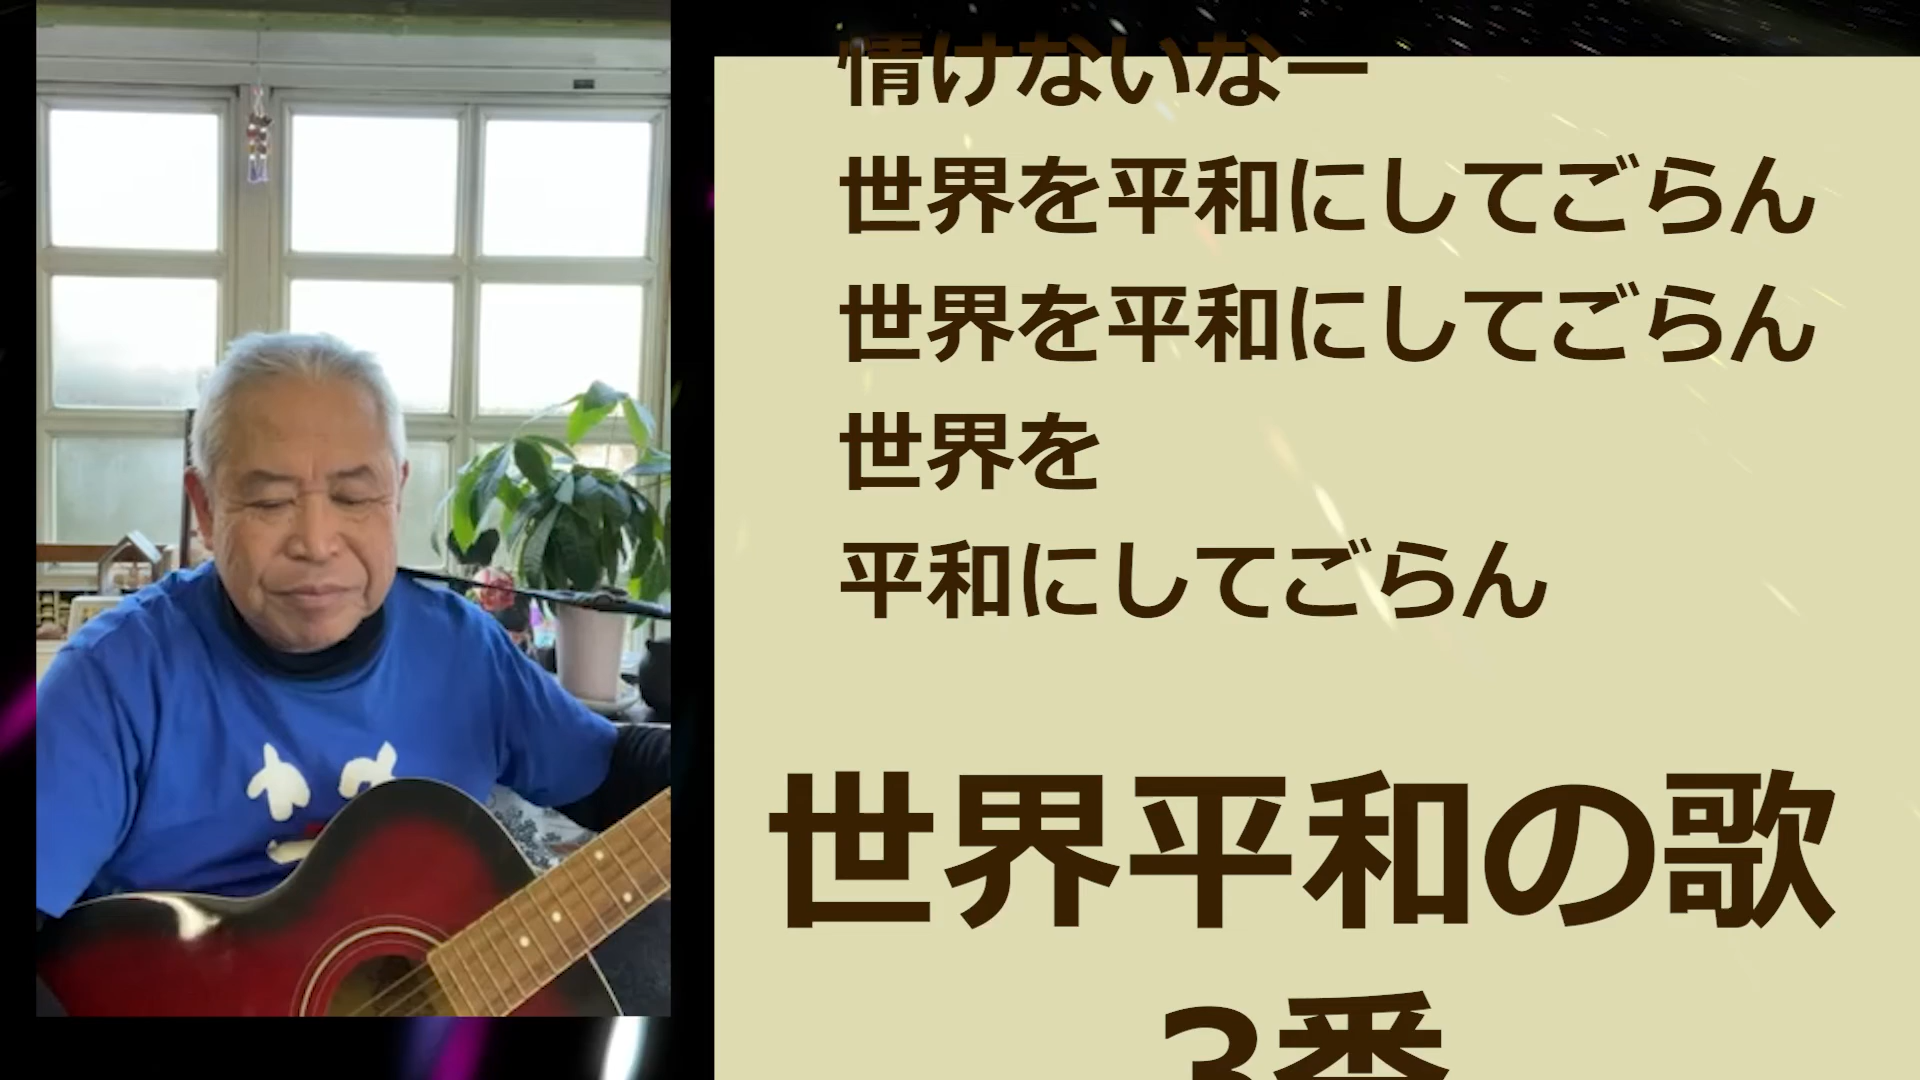 情けないなー
世界を平和にしてごらん
世界を平和にしてごらん
世界を
平和にしてごらん
世界平和の歌
3番